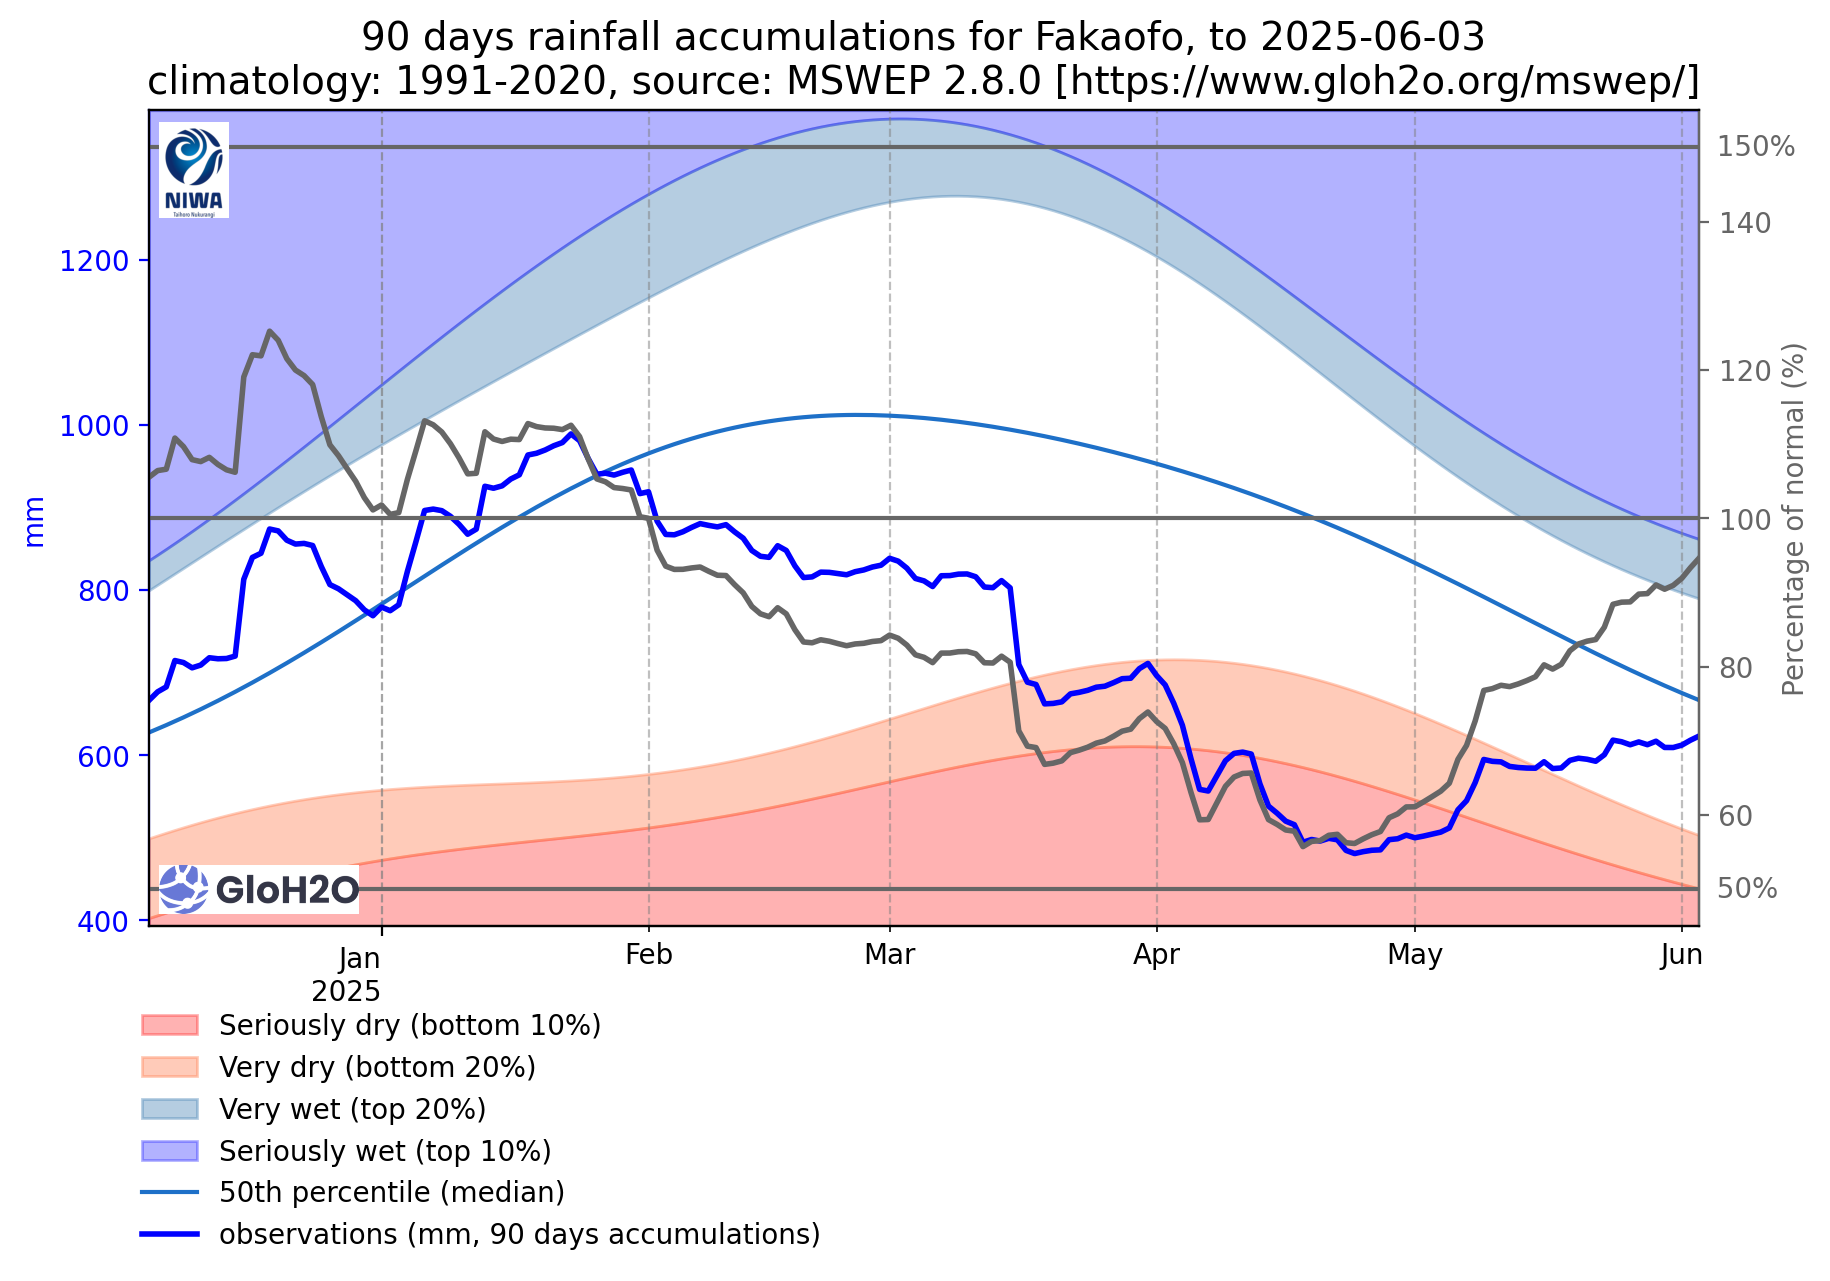 90 days rainfall accumulations for Fakaofo, to 2025-06-03
climatology: 1991-2020, source: MSWEP 2.8.0 [https://www.gloh2o.org/mswep/]
NIWA
Taihoro Nukurangi
150%
140
1200
120
1000
100
800
80
600
60
50%
400
mm
Percentage of normal (%)
GloH2O
Jan
2025
Feb
Mar
Apr
May
Jun
Seriously dry (bottom 10%)
Very dry (bottom 20%)
Very wet (top 20%)
Seriously wet (top 10%)
50th percentile (median)
observations (mm, 90 days accumulations)